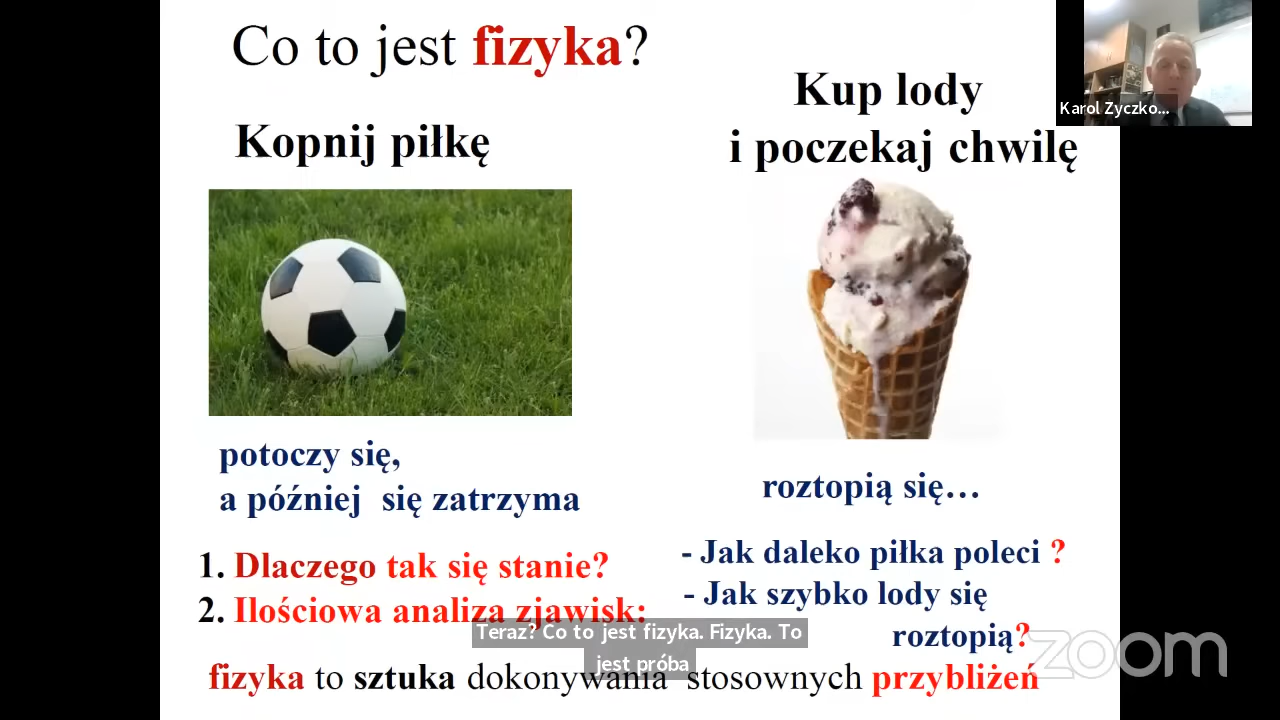 Co to jest fizyka?
Kup lody
i poczekaj chwilę
Karol Zyczko...
Kopnij piłkę
potoczy się,
a później się zatrzyma
roztopią się...
1. Dlaczego tak się stanie?
2. Ilościowa analiza zjawisk:
- Jak daleko piłka poleci ?
- Jak szybko lody się
roztopią?
Teraz? Co to jest fizyka. Fizyka. To
jest próba
zoom
fizyka to sztuka dokonywania stosownych przybliżeń